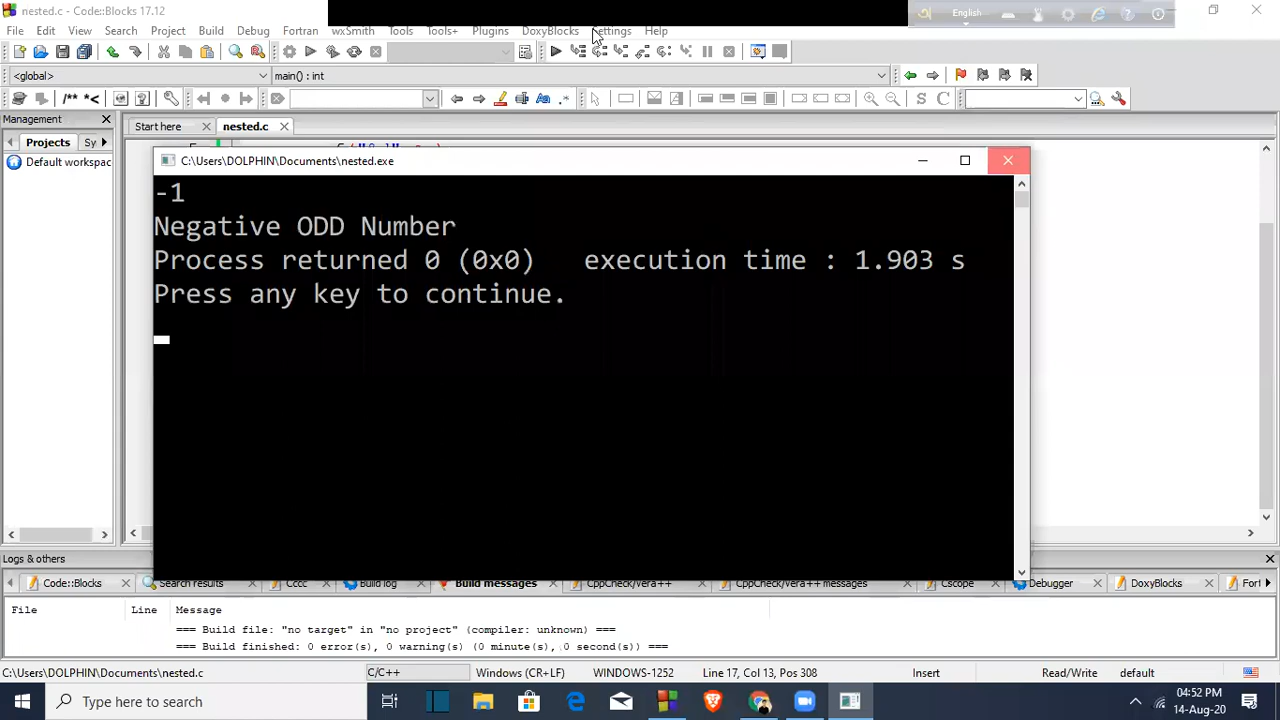 nested.c - Code::Blocks 17.12
English
File Edit View Search Project Build Debug Fortran wxSmith Tools Tools+ Plugins DoxyBlocks Settings Help
<global> main() : int
/** *< .* S C
Management
Start here nested.c
Projects Sy
Default workspac
C:\Users\DOLPHIN\Documents\nested.exe
-1
Negative ODD Number
Process returned 0 (0x0) execution time : 1.903 s
Press any key to continue.
Logs & others
Code::Blocks Search results Cccc Build log Build messages CppCheck/Vera++ CppCheck/Vera++ messages Cscope Debugger DoxyBlocks Fort
File Line Message
=== Build file: "no target" in "no project" (compiler: unknown) ===
=== Build finished: 0 error(s), 0 warning(s) (0 minute(s), 0 second(s)) ===
C:\Users\DOLPHIN\Documents\nested.c C/C++ Windows (CR+LF) WINDOWS-1252 Line 17, Col 13, Pos 308 Insert Read/Write default
Type here to search
04:52 PM
14-Aug-20